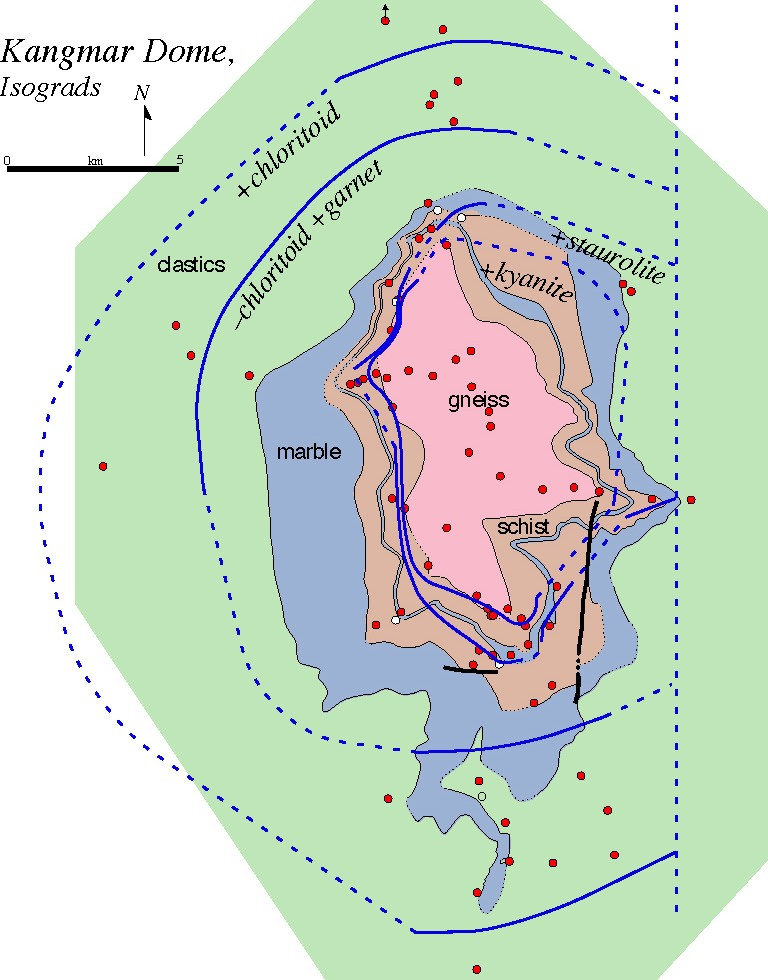 Kangmar Dome,
Isograds
N
0 km 5
+chloritoid
–chloritoid +garnet
clastics
+staurolite
+kyanite
gneiss
marble
schist